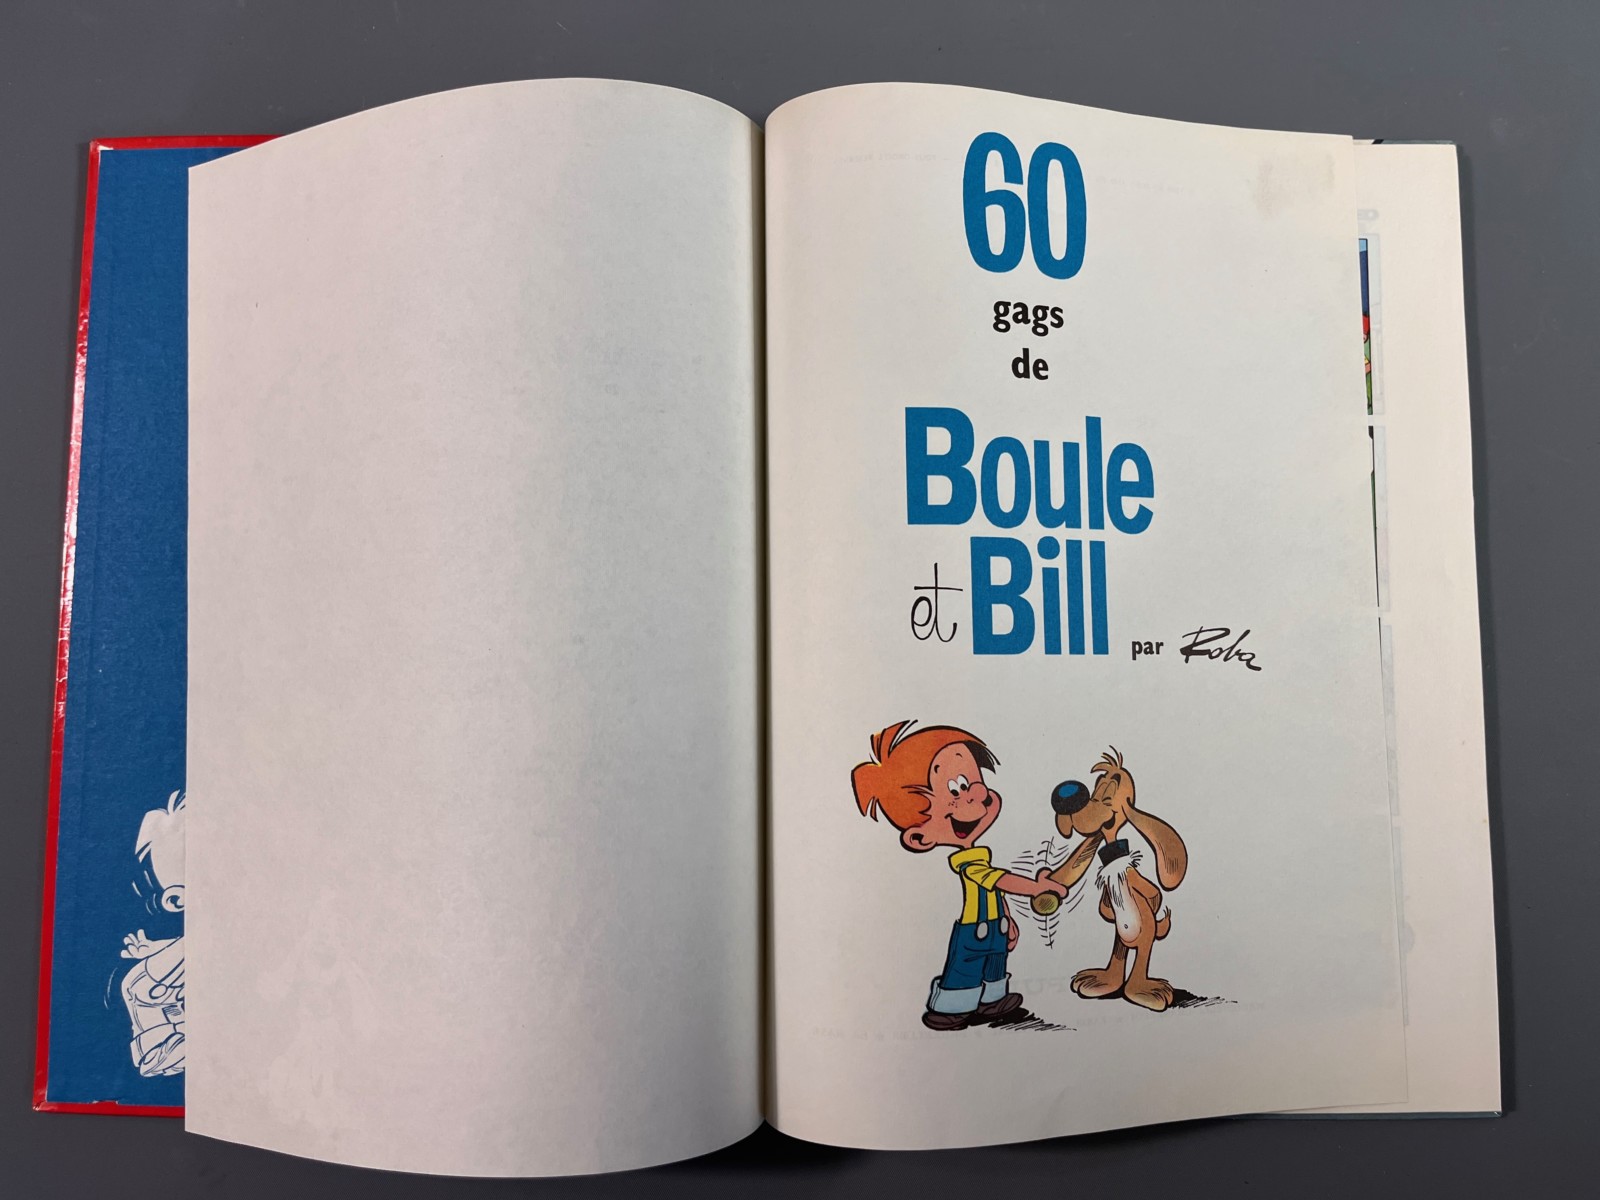 60
gags
de
Boule
et Bill par Roba